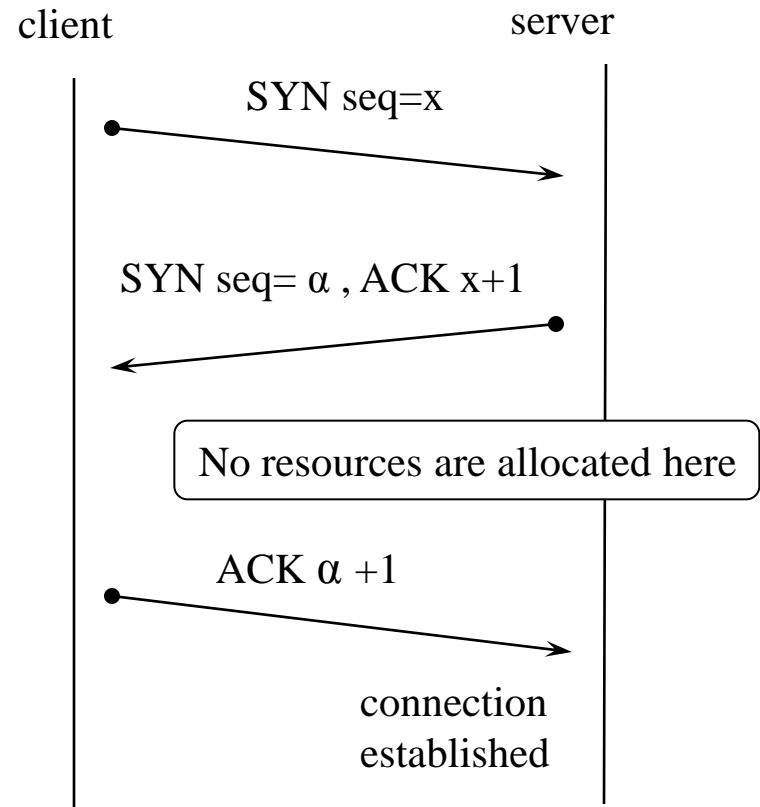 client
server
SYN seq=x
SYN seq= α , ACK x+1
No resources are allocated here
ACK α +1
connection
established